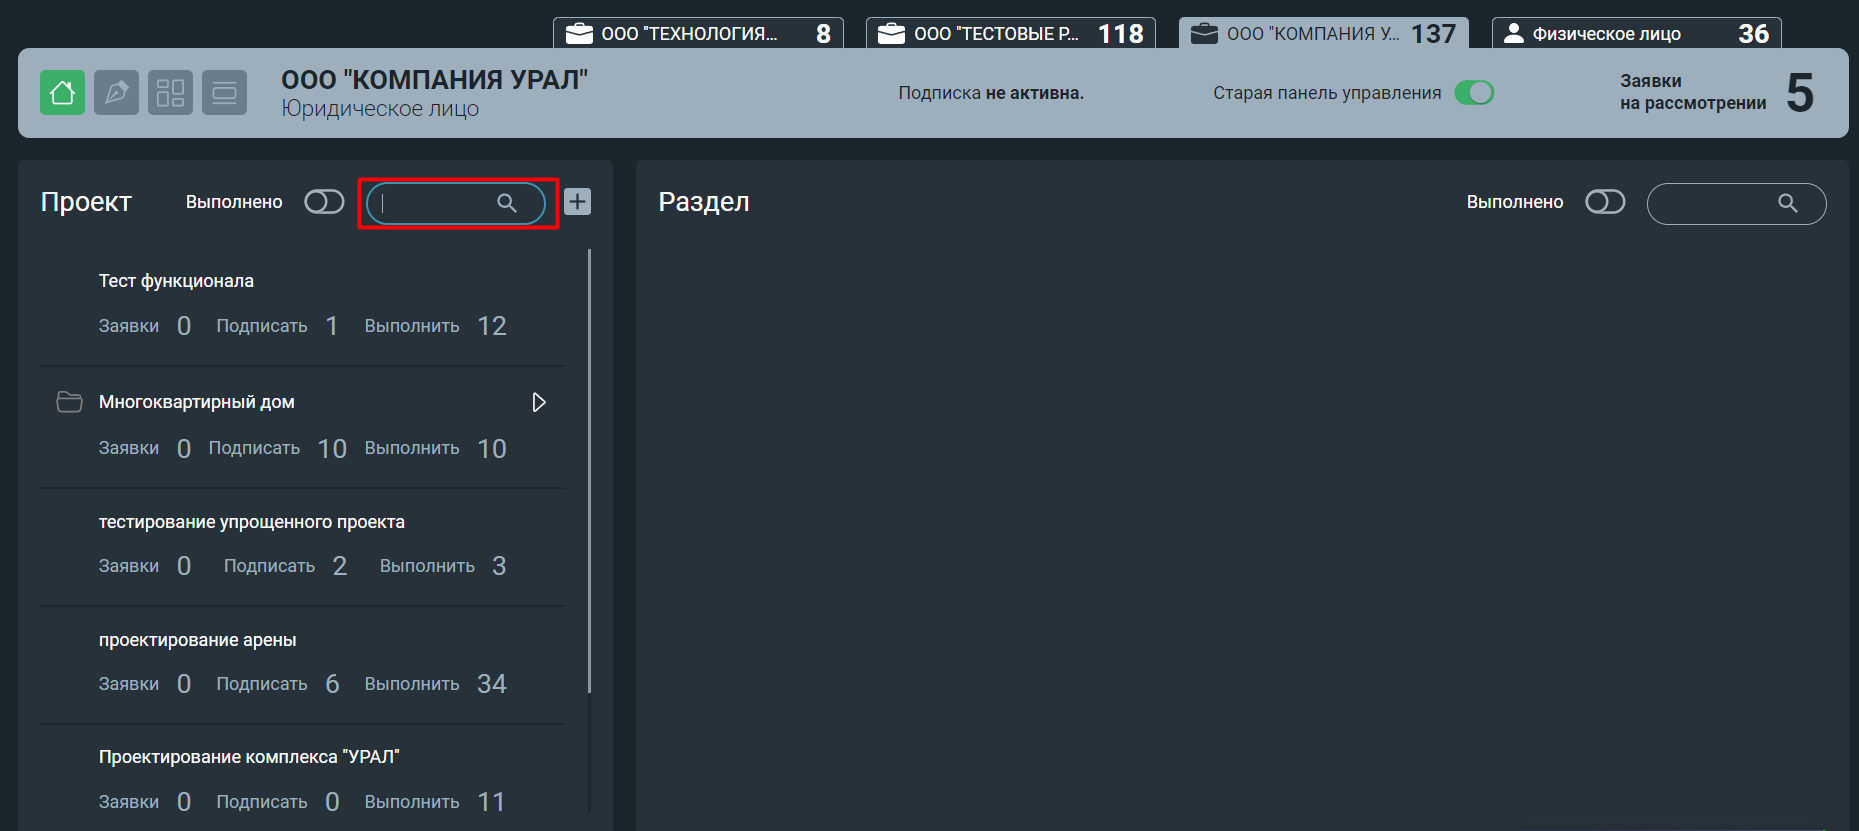 ООО "ТЕХНОЛОГИЯ... 8
ООО "ТЕСТОВЫЕ Р... 118
ООО "КОМПАНИЯ У... 137
Физическое лицо 36
ООО "КОМПАНИЯ УРАЛ"
Юридическое лицо
Подписка не активна.
Старая панель управления
Заявки
на рассмотрении 5
Проект Выполнено
Тест функционала
Заявки 0 Подписать 1 Выполнить 12
Многоквартирный дом
Заявки 0 Подписать 10 Выполнить 10
тестирование упрощенного проекта
Заявки 0 Подписать 2 Выполнить 3
проектирование арены
Заявки 0 Подписать 6 Выполнить 34
Проектирование комплекса "УРАЛ"
Заявки 0 Подписать 0 Выполнить 11
Раздел Выполнено